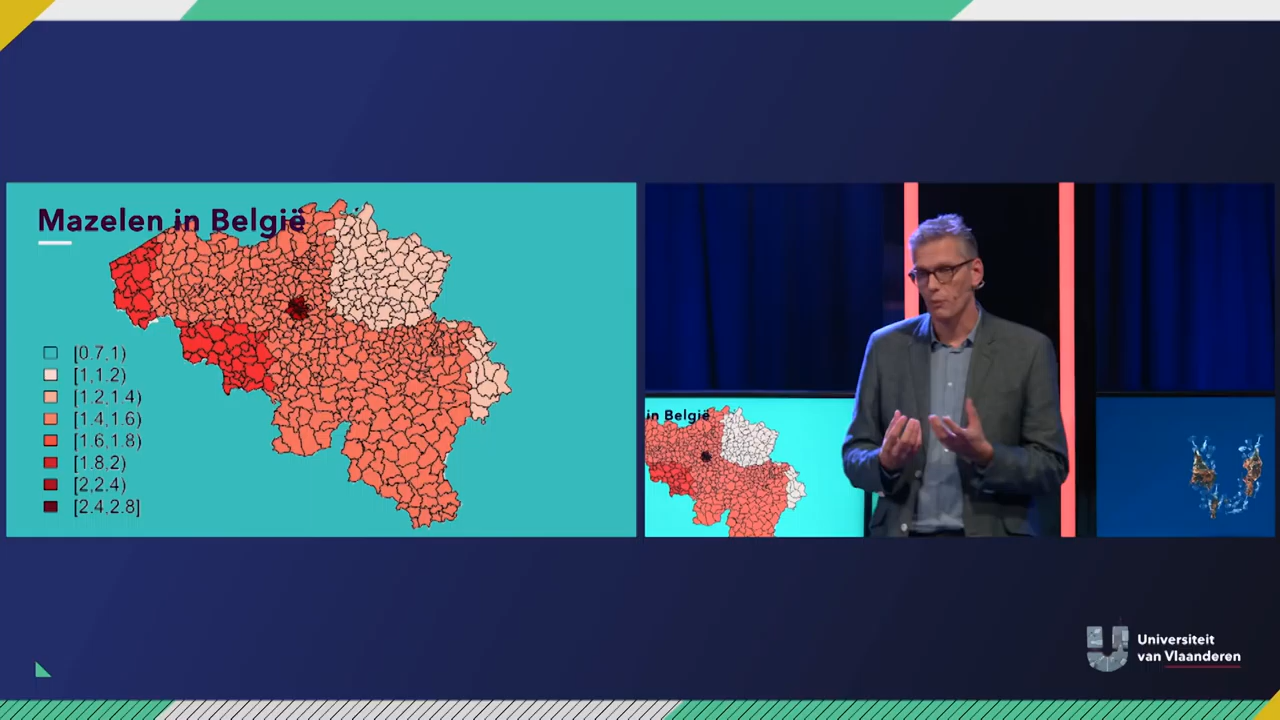 Mazelen in België
[0.7,1)
[1,1.2)
[1.2,1.4)
[1.4,1.6)
[1.6,1.8)
[1.8,2)
[2,2.4)
[2.4,2.8]
in België
Universiteit
van Vlaanderen